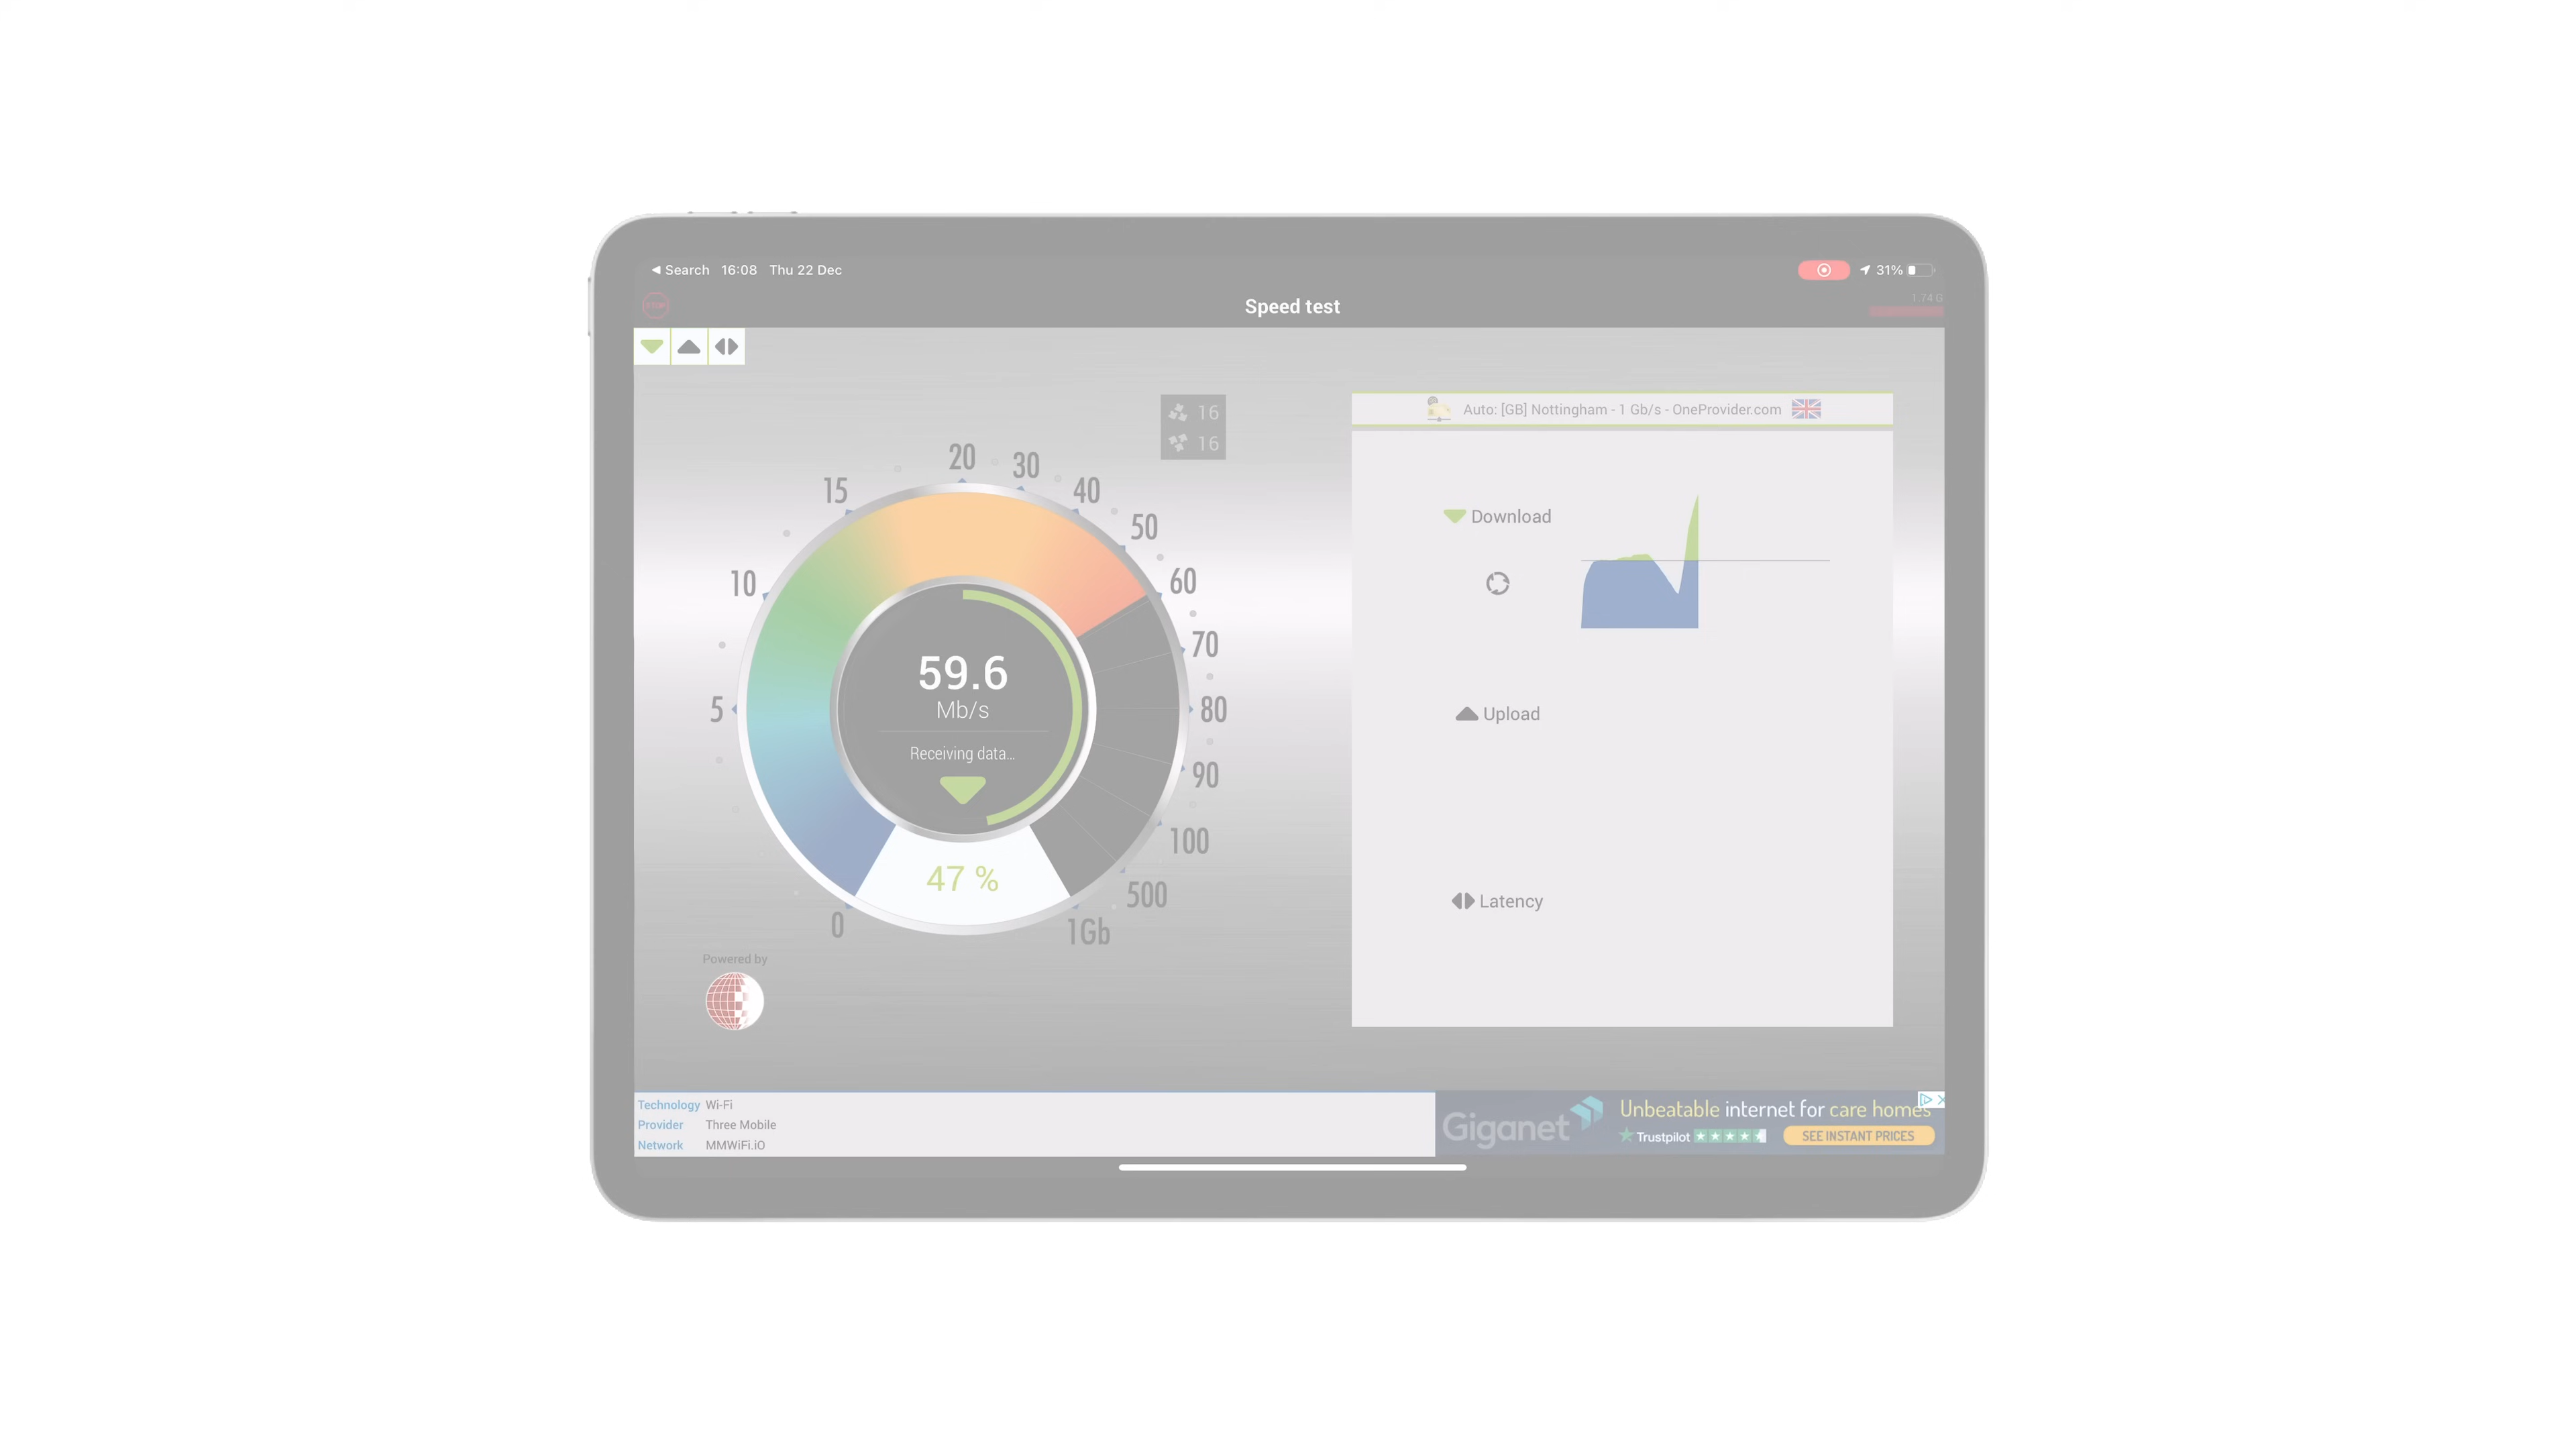 Search 16:08 Thu 22 Dec
31%
STOP
Speed test
1.74 G
16
16
Auto: [GB] Nottingham - 1 Gb/s - OneProvider.com
0
5
10
15
20
30
40
50
60
70
80
90
100
500
1Gb
59.6
Mb/s
Receiving data...
47 %
Download
Upload
Latency
Powered by
Technology Wi-Fi
Provider Three Mobile
Network MMWiFi.iO
Giganet
Unbeatable internet for care homes
Trustpilot
SEE INSTANT PRICES